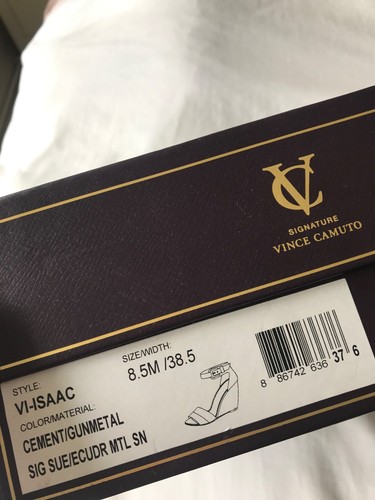 VC
SIGNATURE
VINCE CAMUTO
STYLE:
VI-ISAAC
SIZE/WIDTH:
8.5M /38.5
COLOR/MATERIAL:
CEMENT/GUNMETAL
SIG SUE/ECUDR MTL SN
8 86742 636 37 6